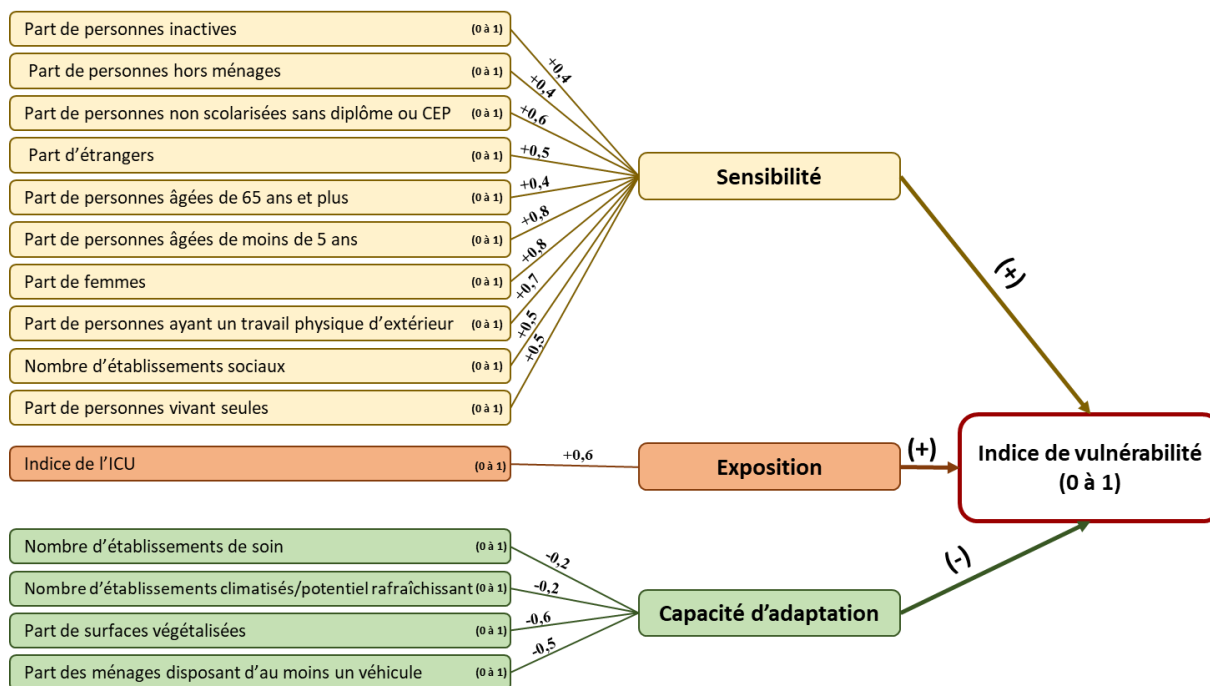 Part de personnes inactives (0 à 1)
+0,4
Part de personnes hors ménages (0 à 1)
+0,4
Part de personnes non scolarisées sans diplôme ou CEP (0 à 1)
+0,6
Part d'étrangers (0 à 1)
+0,5
Part de personnes âgées de 65 ans et plus (0 à 1)
+0,4
Part de personnes âgées de moins de 5 ans (0 à 1)
+0,8
Part de femmes (0 à 1)
+0,8
Part de personnes ayant un travail physique d'extérieur (0 à 1)
+0,7
Nombre d'établissements sociaux (0 à 1)
+0,5
Part de personnes vivant seules (0 à 1)
+0,5
Sensibilité
(+)
Indice de l'ICU (0 à 1)
+0,6
Exposition
(+)
Indice de vulnérabilité
(0 à 1)
Nombre d'établissements de soin (0 à 1)
-0,2
Nombre d'établissements climatisés/potentiel rafraîchissant (0 à 1)
-0,2
Part de surfaces végétalisées (0 à 1)
-0,6
Part des ménages disposant d'au moins un véhicule (0 à 1)
-0,5
Capacité d'adaptation
(-)